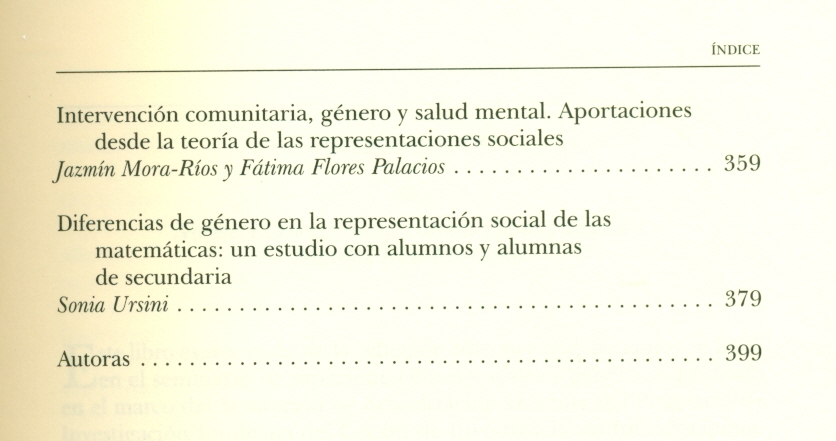 ÍNDICE
Intervención comunitaria, género y salud mental. Aportaciones
desde la teoría de las representaciones sociales
Jazmín Mora-Ríos y Fátima Flores Palacios . . . . . . . . . . . . . . . . . . . . . 359
Diferencias de género en la representación social de las
matemáticas: un estudio con alumnos y alumnas
de secundaria
Sonia Ursini . . . . . . . . . . . . . . . . . . . . . . . . . . . . . . . . . . . . . . . . . . . 379
Autoras . . . . . . . . . . . . . . . . . . . . . . . . . . . . . . . . . . . . . . . . . . . . . . 399